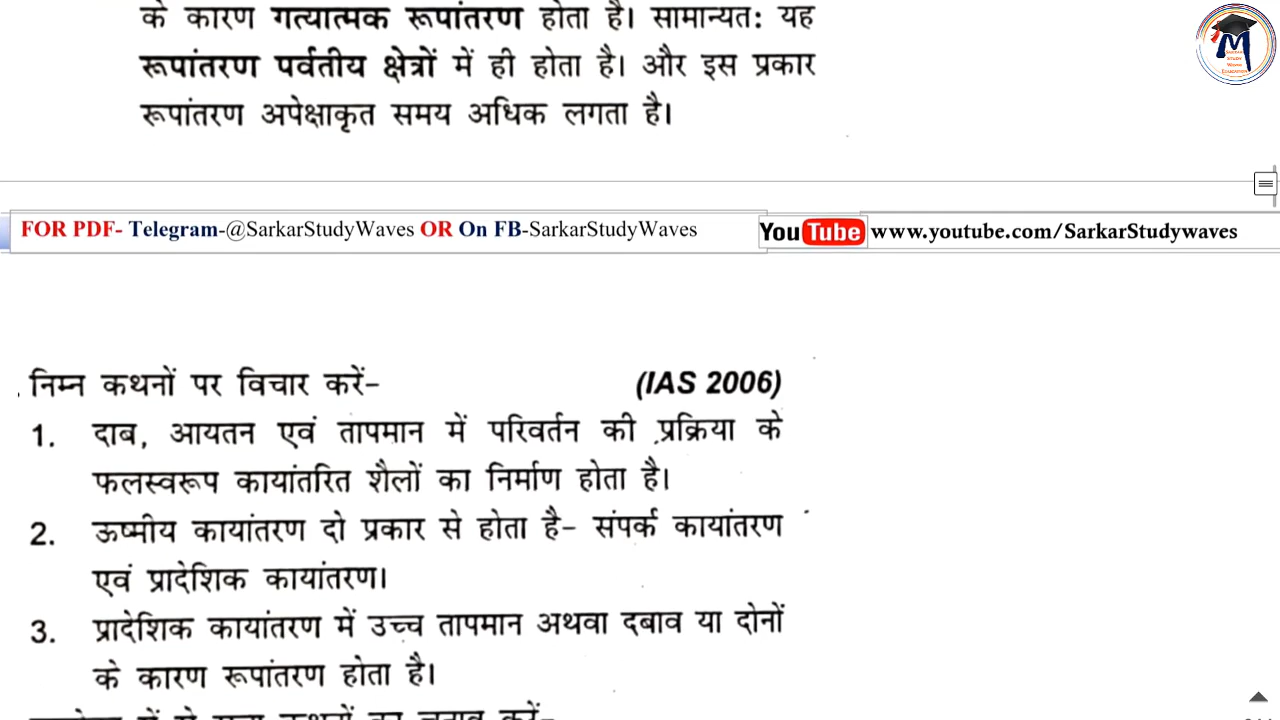 के कारण गत्यात्मक रूपांतरण होता है। सामान्यत: यह
रूपांतरण पर्वतीय क्षेत्रों में ही होता है। और इस प्रकार
रूपांतरण अपेक्षाकृत समय अधिक लगता है।
FOR PDF- Telegram-@SarkarStudyWaves OR On FB-SarkarStudyWaves
YouTube www.youtube.com/SarkarStudywaves
निम्न कथनों पर विचार करें- (IAS 2006)
1. दाब, आयतन एवं तापमान में परिवर्तन की प्रक्रिया के
फलस्वरूप कायांतरित शैलों का निर्माण होता है।
2. ऊष्मीय कायांतरण दो प्रकार से होता है- संपर्क कायांतरण
एवं प्रादेशिक कायांतरण।
3. प्रादेशिक कायांतरण में उच्च तापमान अथवा दबाव या दोनों
के कारण रूपांतरण होता है।